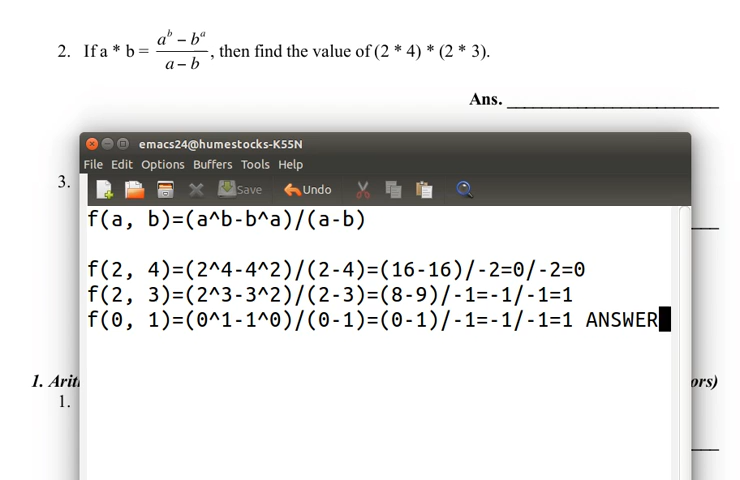 2. If a * b = a^b – b^a / a – b , then find the value of (2 * 4) * (2 * 3).
Ans. ____________________
emacs24@humestocks-K55N
File Edit Options Buffers Tools Help
3.
Save Undo
f(a, b)=(a^b-b^a)/(a-b)
f(2, 4)=(2^4-4^2)/(2-4)=(16-16)/-2=0/-2=0
f(2, 3)=(2^3-3^2)/(2-3)=(8-9)/-1=-1/-1=1
f(0, 1)=(0^1-1^0)/(0-1)=(0-1)/-1=-1/-1=1 ANSWER
1. Arit ors)
1.